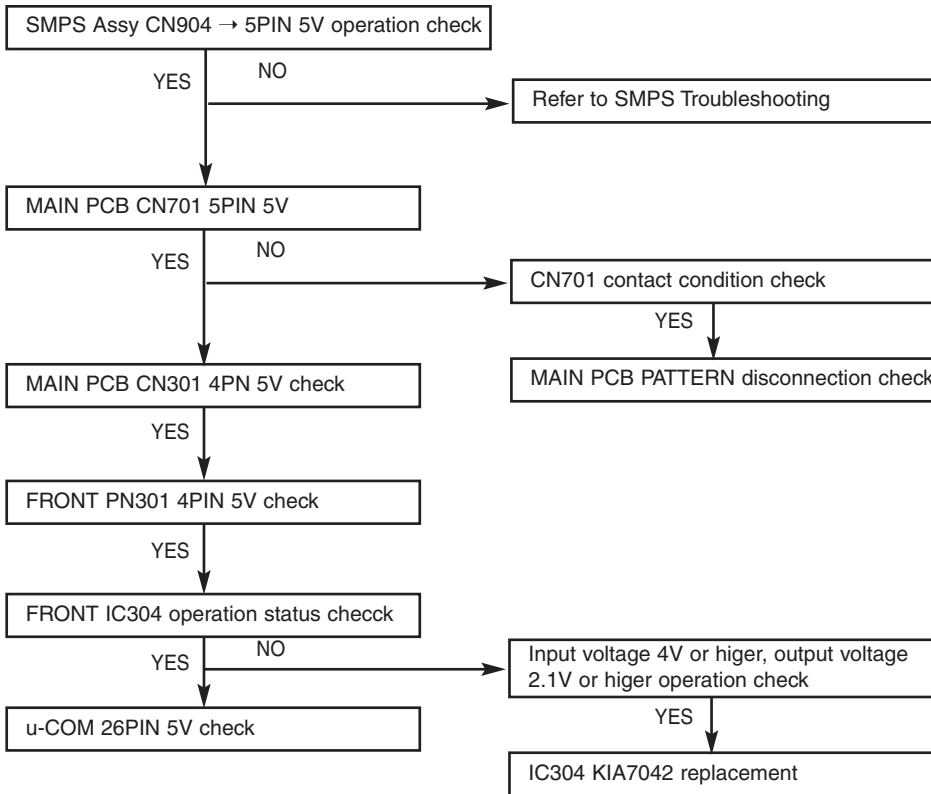 SMPS Assy CN904 → 5PIN 5V operation check
YES
NO
Refer to SMPS Troubleshooting
MAIN PCB CN701 5PIN 5V
YES
NO
CN701 contact condition check
YES
MAIN PCB PATTERN disconnection check
MAIN PCB CN301 4PN 5V check
YES
FRONT PN301 4PIN 5V check
YES
FRONT IC304 operation status checck
YES
NO
Input voltage 4V or higer, output voltage
2.1V or higer operation check
YES
IC304 KIA7042 replacement
u-COM 26PIN 5V check